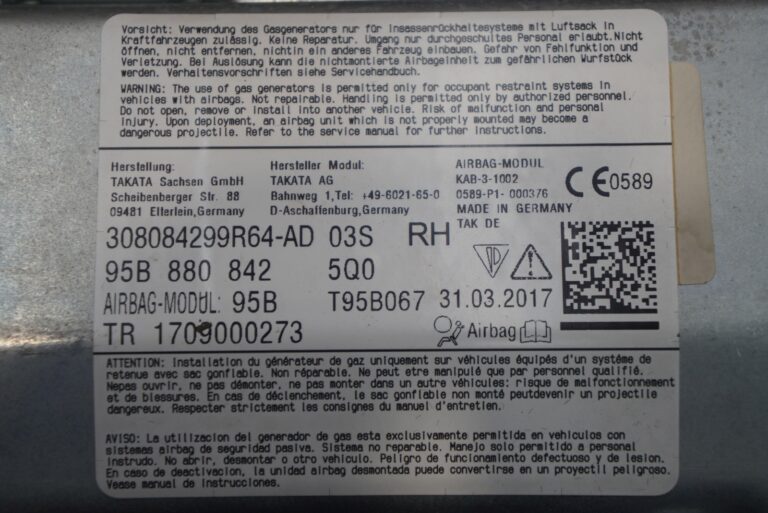 Vorsicht: Verwendung des Gasgenerators nur für Insassenrückhaltesysteme mit Luftsack in
Kraftfahrzeugen zulässig. Keine Reparatur. Umgang nur durchgeschultes Personal erlaubt.Nicht
öffnen, nicht entfernen, nichtin ein anderes Fahrzeug einbauen. Gefahr von Fehlfunktion und
Verletzung. Bei Auslösung kann die nichtmontierte Airbageinheit zum gefährlichen Wurfstück
werden. Verhaltensvorschriften siehe Servicehandbuch.
WARNING: The use of gas generators is permitted only for occupant restraint systems in
vehicles with airbags. Not repairable. Handling is permitted only by authorized personnel.
Do not open, remove or install into another vehicle. Risk of malfunction and personal
injury. Upon deployment, an airbag unit which is not properly mounted may become a
dangerous projectile. Refer to the service manual for further instructions.
Herstellung:
TAKATA Sachsen GmbH
Scheibenberger Str. 88
09481 Elterlein,Germany
Hersteller Modul:
TAKATA AG
Bahnweg 1,Tel: +49-6021-65-0
D-Aschaffenburg,Germany
AIRBAG-MODUL
KAB-3-1002
0589-P1- 000376
MADE IN GERMANY
TAK DE
CE 0589
308084299R64-AD 03S RH
95B 880 842 5Q0
AIRBAG-MODUL: 95B T95B067 31.03.2017
TR 1709000273 Airbag
ATTENTION: Installation du générateur de gaz uniquement sur véhicules équipés d'un système de
retenue avec sac gonflable. Non réparable. Ne peut etre manipulé que par personnel qualifié.
Nepas ouvrir, ne pas démonter, ne pas monter dans un autre véhicules: risque de malfonctionnement
et de blessures. En cas de déclenchement, le sac gonflable non monté peutdevenir un projectile
dangereux. Respecter strictement les consignes du manuel d'entretien.
AVISO: La utilizacion del generador de gas esta exclusivamente permitida en vehiculos con
sistemas airbag de seguridad pasiva. Sistema no reparable. Manejo solo permitido a personal
instrudo. No abrir, desmontar o otro vehiculo. Peligro de funcionamiento defectuoso y de lesion.
En caso de deactivacion, la unidad airbag desmontada puede convertirse en un proyectil peligroso.
Vease manual de instrucciones.